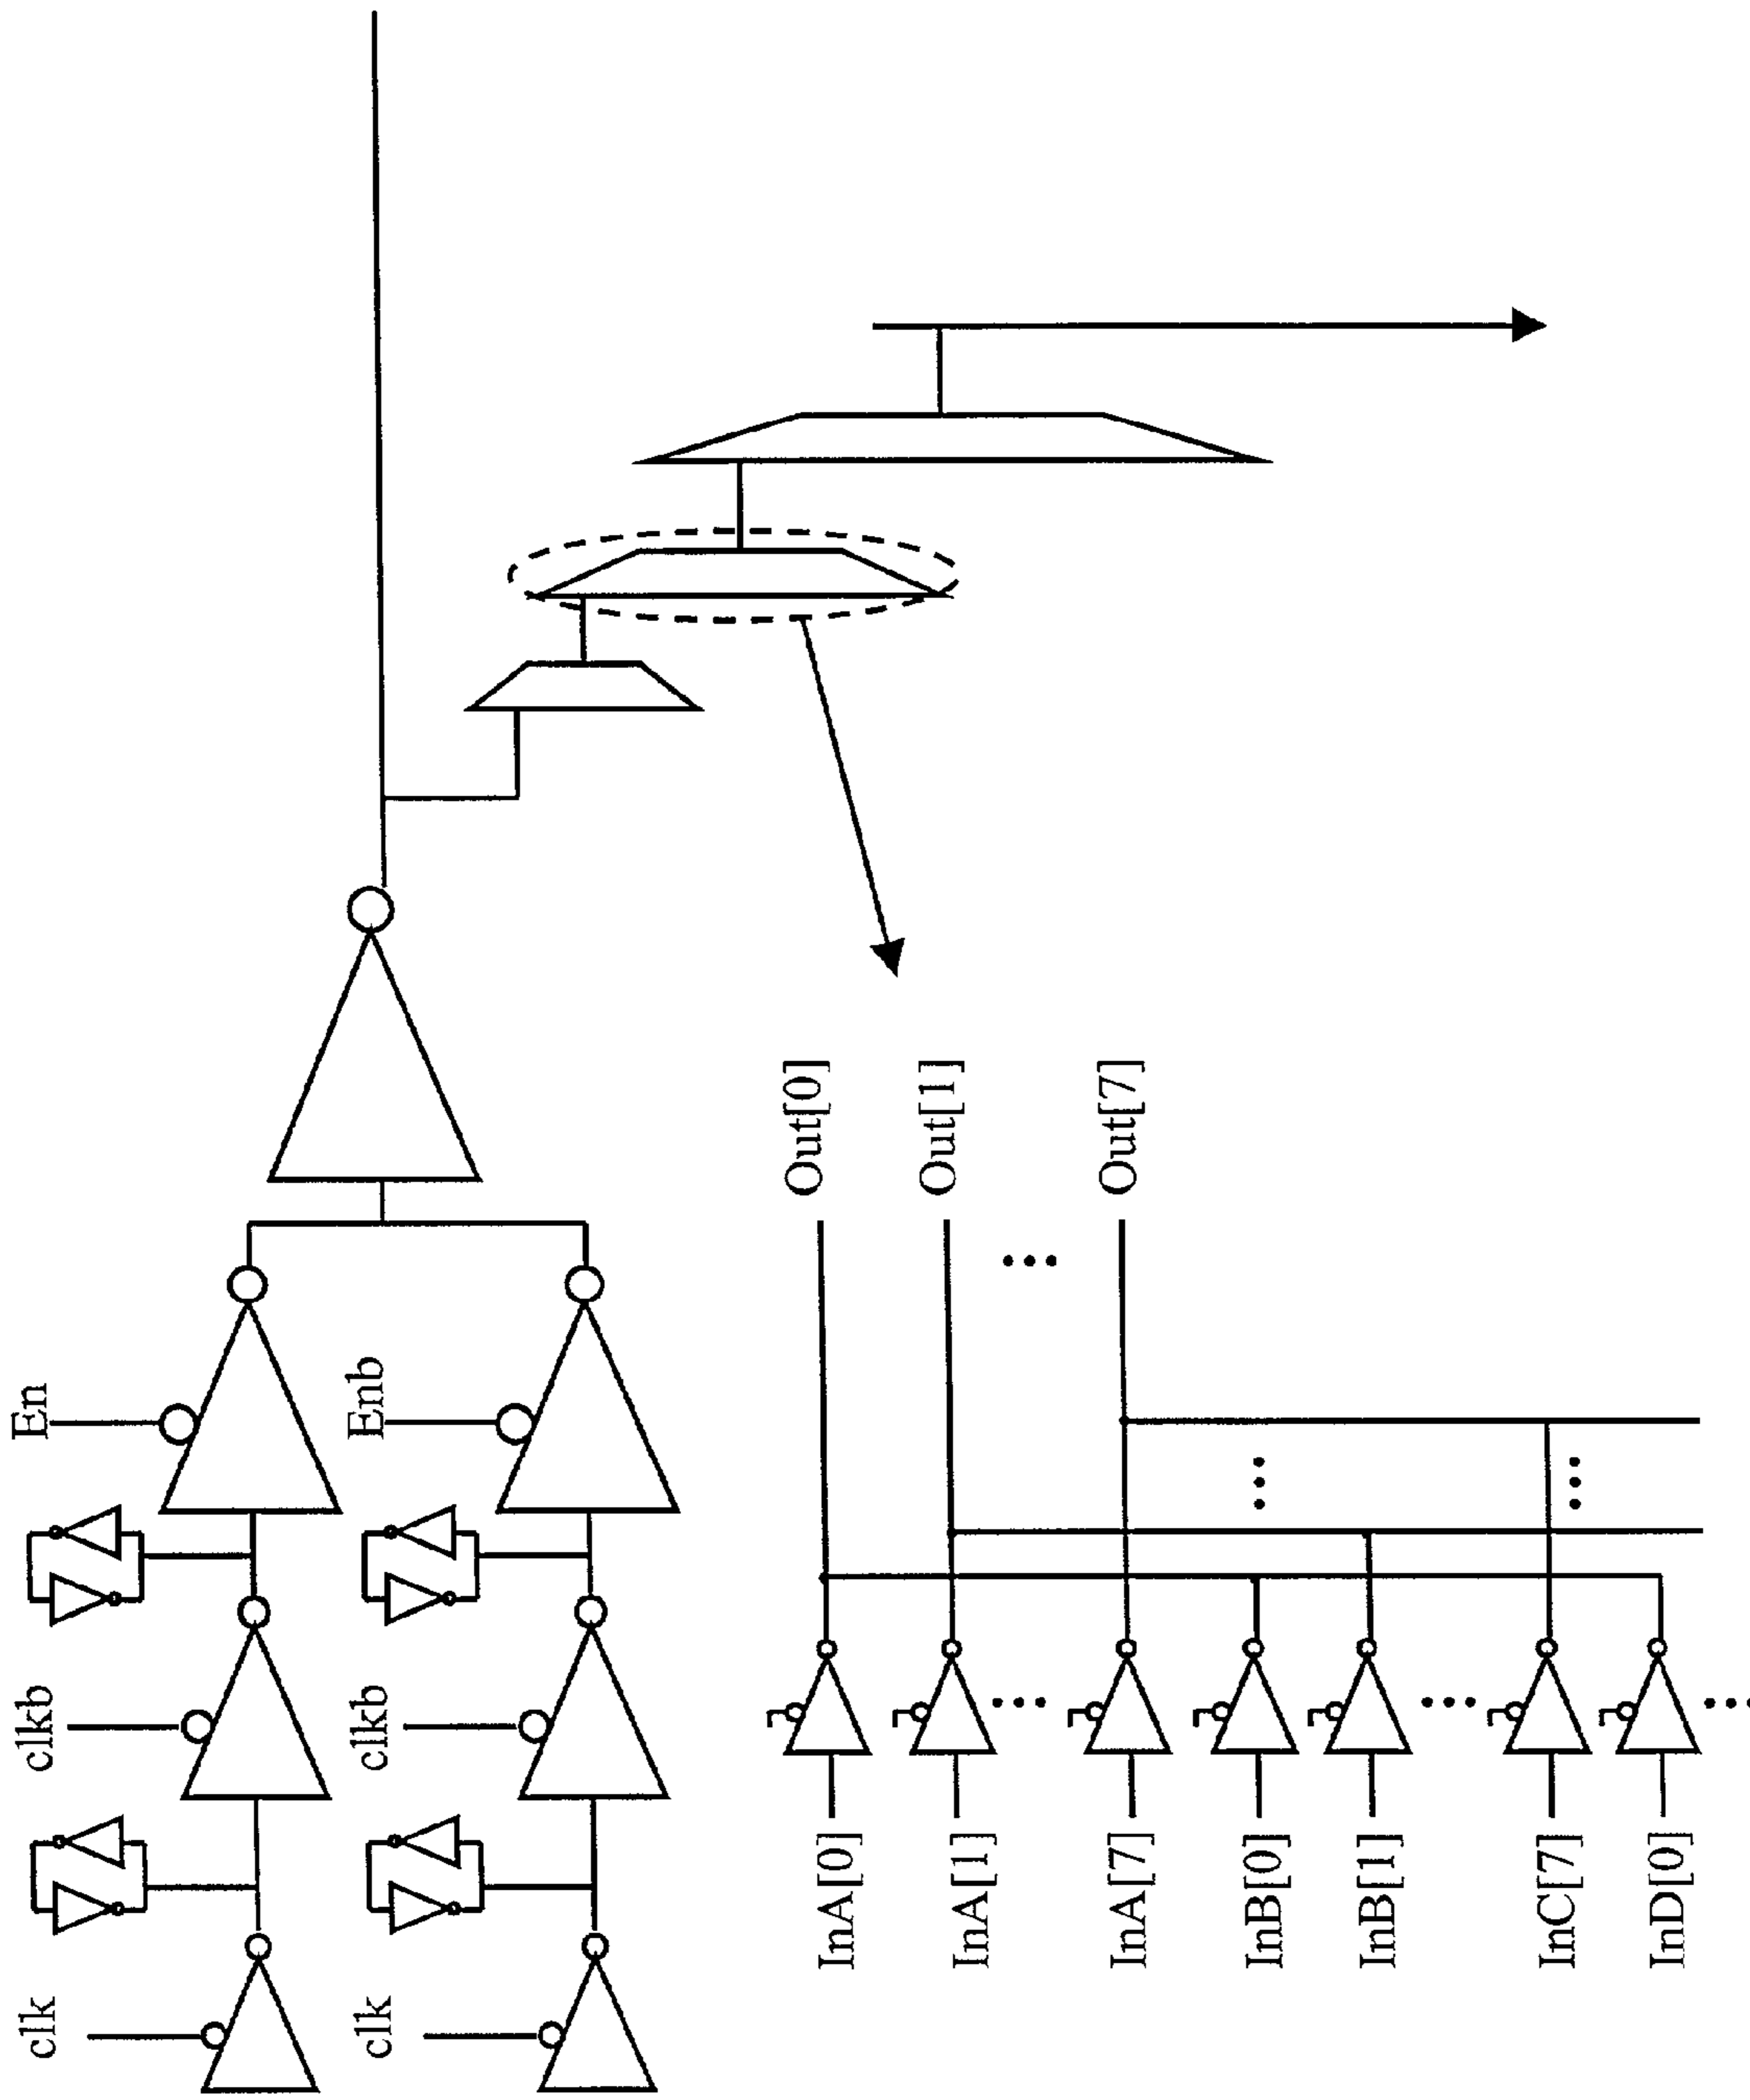 clk
clkb
En
clk
clkb
Enb
InA[0]
Out[0]
InA[1]
Out[1]
InA[7]
Out[7]
InB[0]
InB[1]
InC[7]
InD[0]